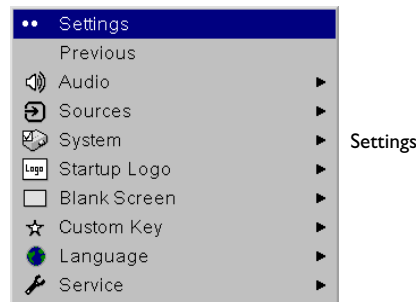 Settings
Previous
Audio
Sources
System
Settings
Logo Startup Logo
Blank Screen
Custom Key
Language
Service